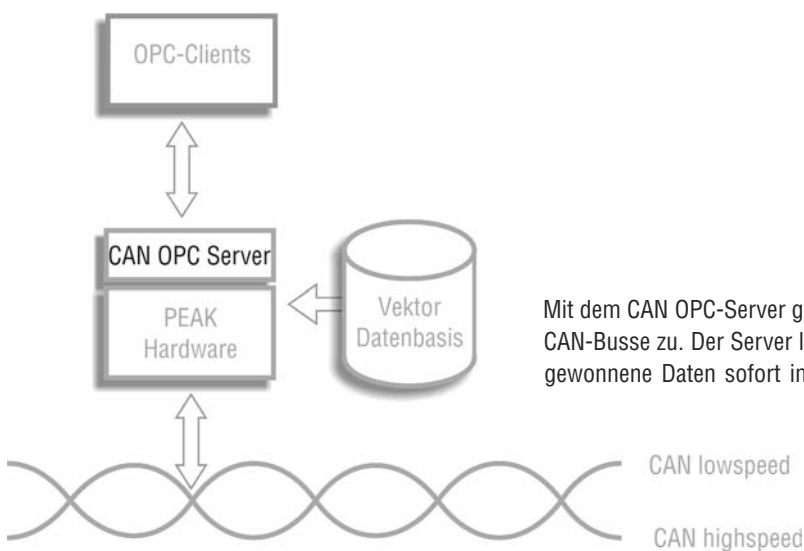 OPC-Clients
CAN OPC Server
PEAK
Hardware
Vektor
Datenbasis
Mit dem CAN OPC-Server
CAN-Busse zu. Der Server
gewonnene Daten sofort
CAN lowspeed
CAN highspeed